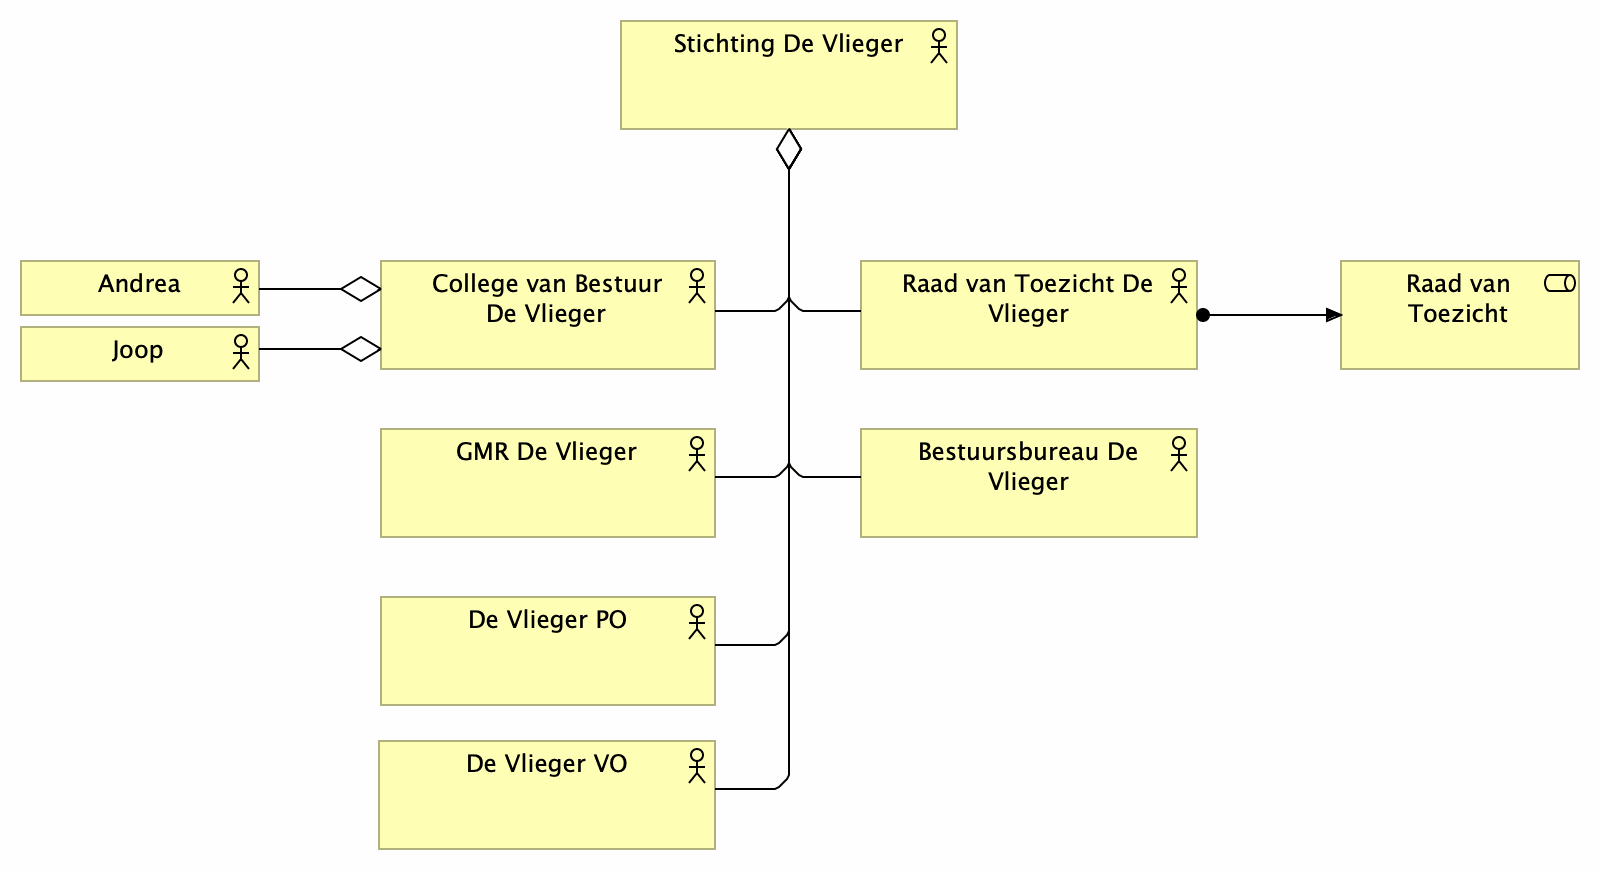 Stichting De Vlieger
Andrea
Joop
College van Bestuur
De Vlieger
Raad van Toezicht De
Vlieger
Raad van
Toezicht
GMR De Vlieger
Bestuursbureau De
Vlieger
De Vlieger PO
De Vlieger VO